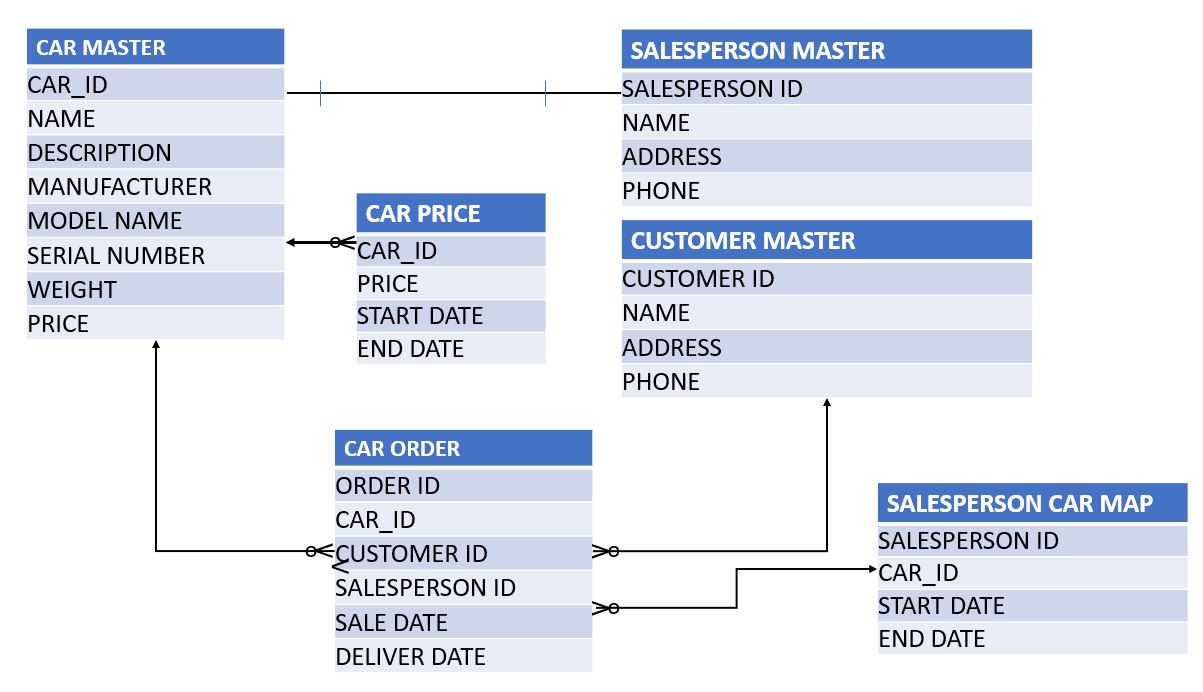 CAR MASTER
CAR_ID
NAME
DESCRIPTION
MANUFACTURER
MODEL NAME
SERIAL NUMBER
WEIGHT
PRICE
SALESPERSON MASTER
SALESPERSON ID
NAME
ADDRESS
PHONE
CAR PRICE
CAR_ID
PRICE
START DATE
END DATE
CUSTOMER MASTER
CUSTOMER ID
NAME
ADDRESS
PHONE
CAR ORDER
ORDER ID
CAR_ID
CUSTOMER ID
SALESPERSON ID
SALE DATE
DELIVER DATE
SALESPERSON CAR MAP
SALESPERSON ID
CAR_ID
START DATE
END DATE